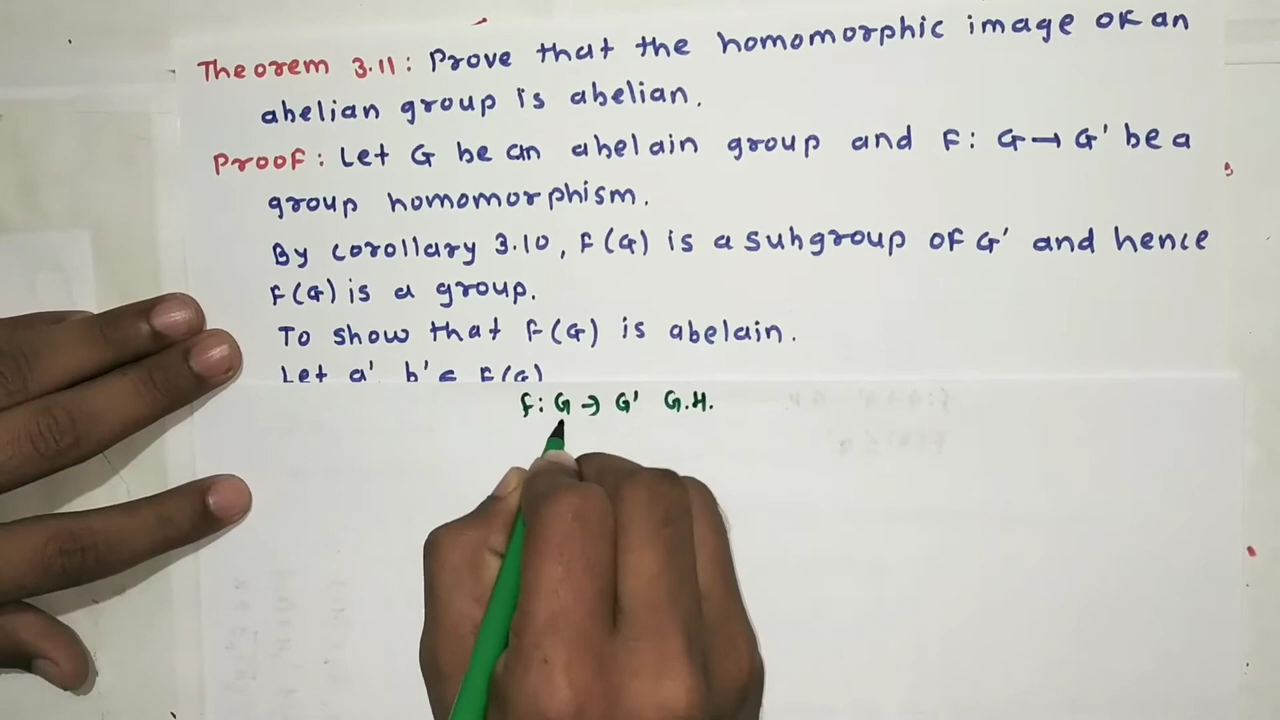 Theorem 3.11: Prove that the homomorphic image of an
abelian group is abelian.
Proof: Let G be an abelain group and f: G→G' be a
group homomorphism.
By corollary 3.10, f(G) is a subgroup of G' and hence
f(G) is a group.
To show that f(G) is abelain.
Let a' b' ∈ f(G)
f: G → G' G.H.